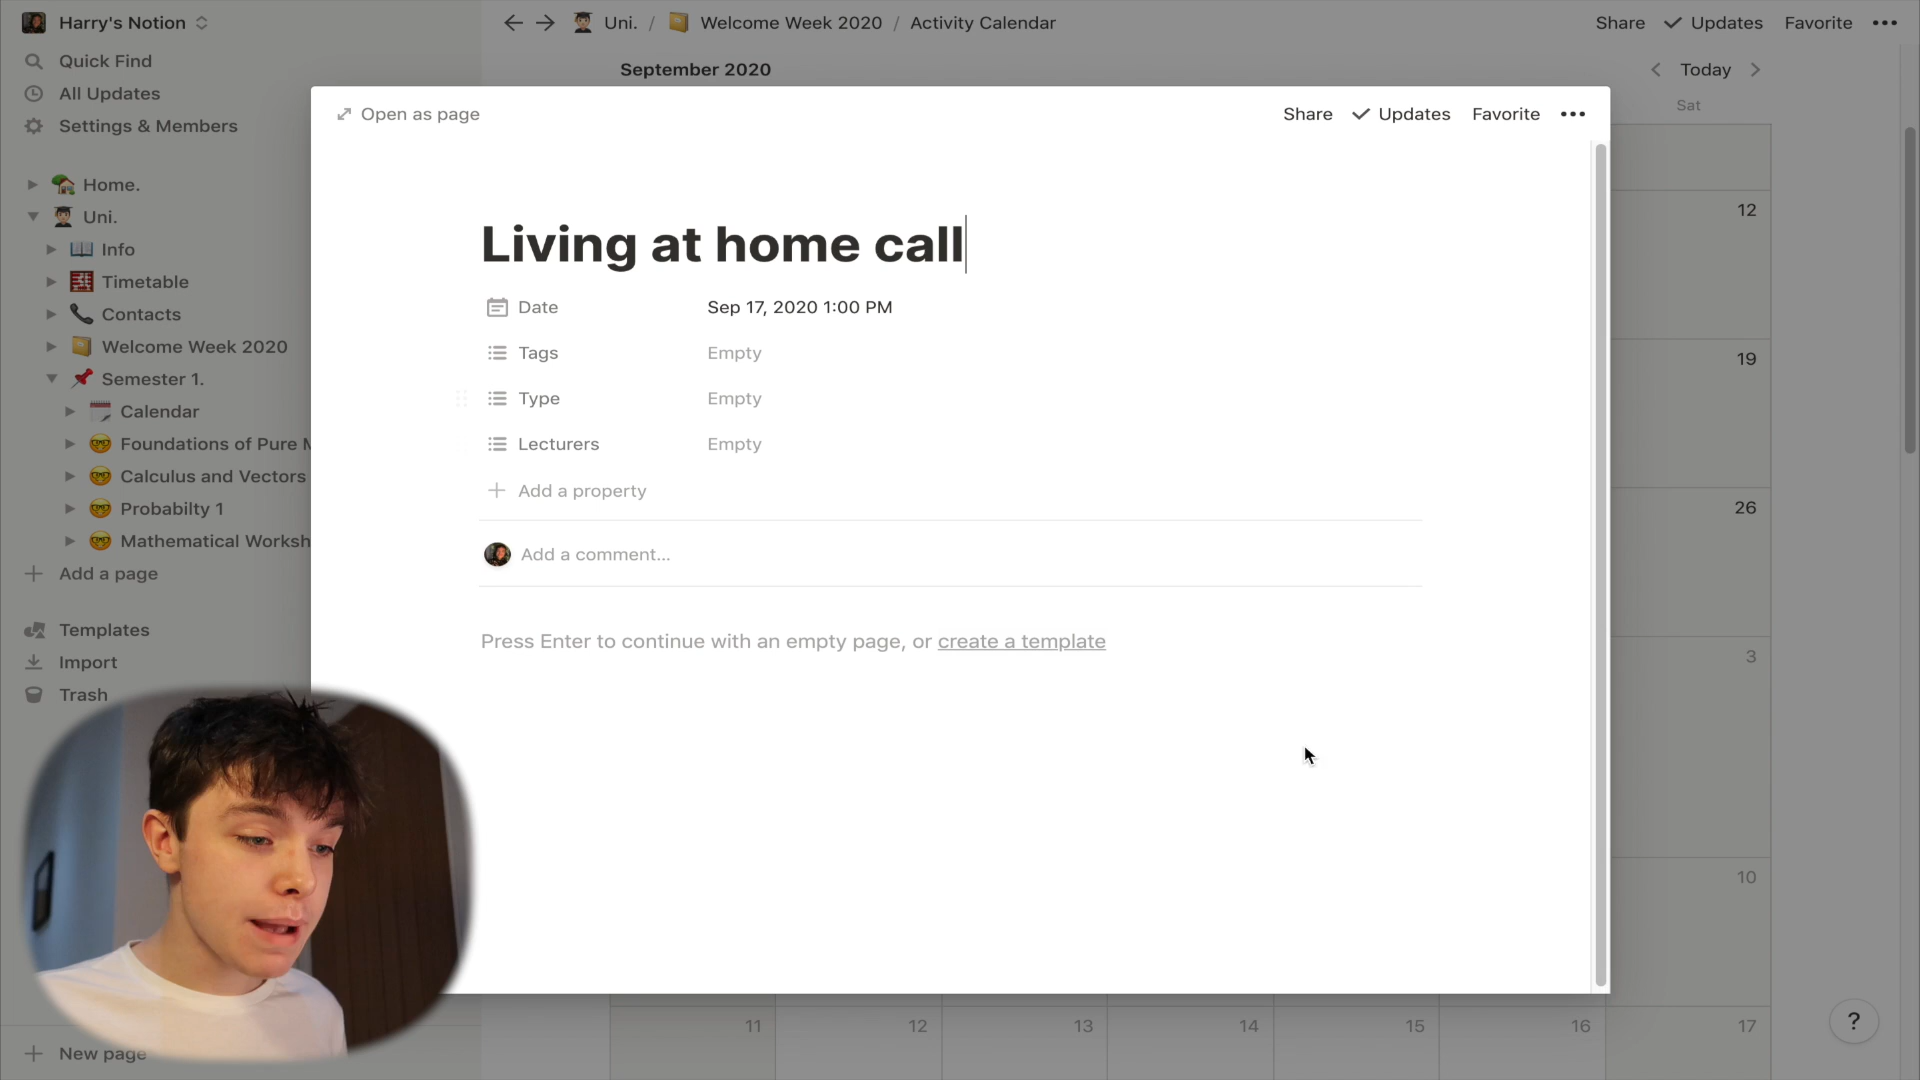 Harry's Notion
Quick Find
All Updates
Settings & Members
Home.
Uni.
Info
Timetable
Contacts
Welcome Week 2020
Semester 1.
Calendar
Foundations of Pure M
Calculus and Vectors
Probabilty 1
Mathematical Worksh
Add a page
Templates
Import
Trash
New page
Uni. / Welcome Week 2020 / Activity Calendar
Share Updates Favorite
September 2020
Today
Sat
Open as page
Share Updates Favorite
Living at home call
Date Sep 17, 2020 1:00 PM
Tags Empty
Type Empty
Lecturers Empty
Add a property
Add a comment...
Press Enter to continue with an empty page, or create a template
12
19
26
3
10
11 12 13 14 15 16 17
?